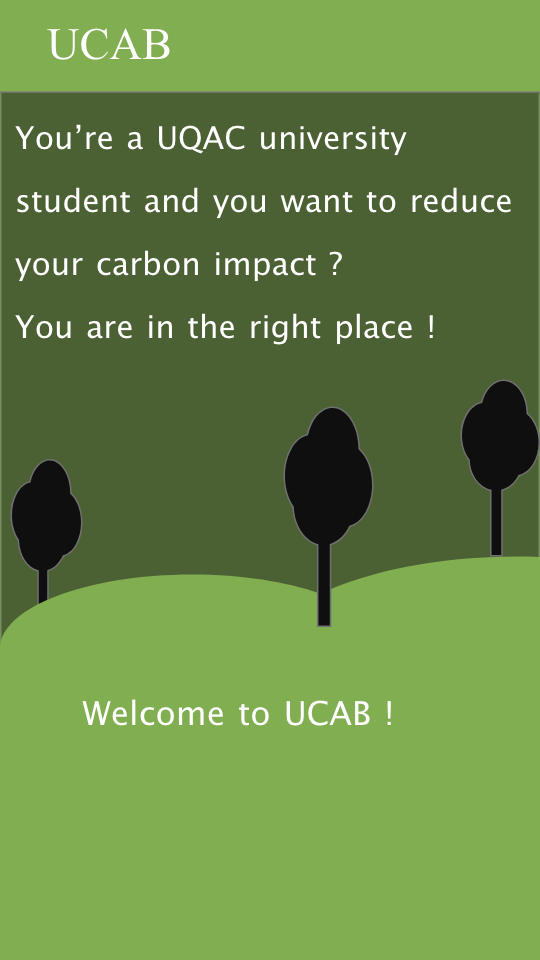 UCAB
You’re a UQAC university
student and you want to reduce
your carbon impact ?
You are in the right place !
Welcome to UCAB !